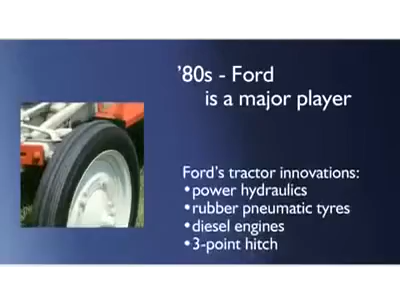 '80s - Ford
is a major player
Ford's tractor innovations:
•power hydraulics
•rubber pneumatic tyres
•diesel engines
•3-point hitch